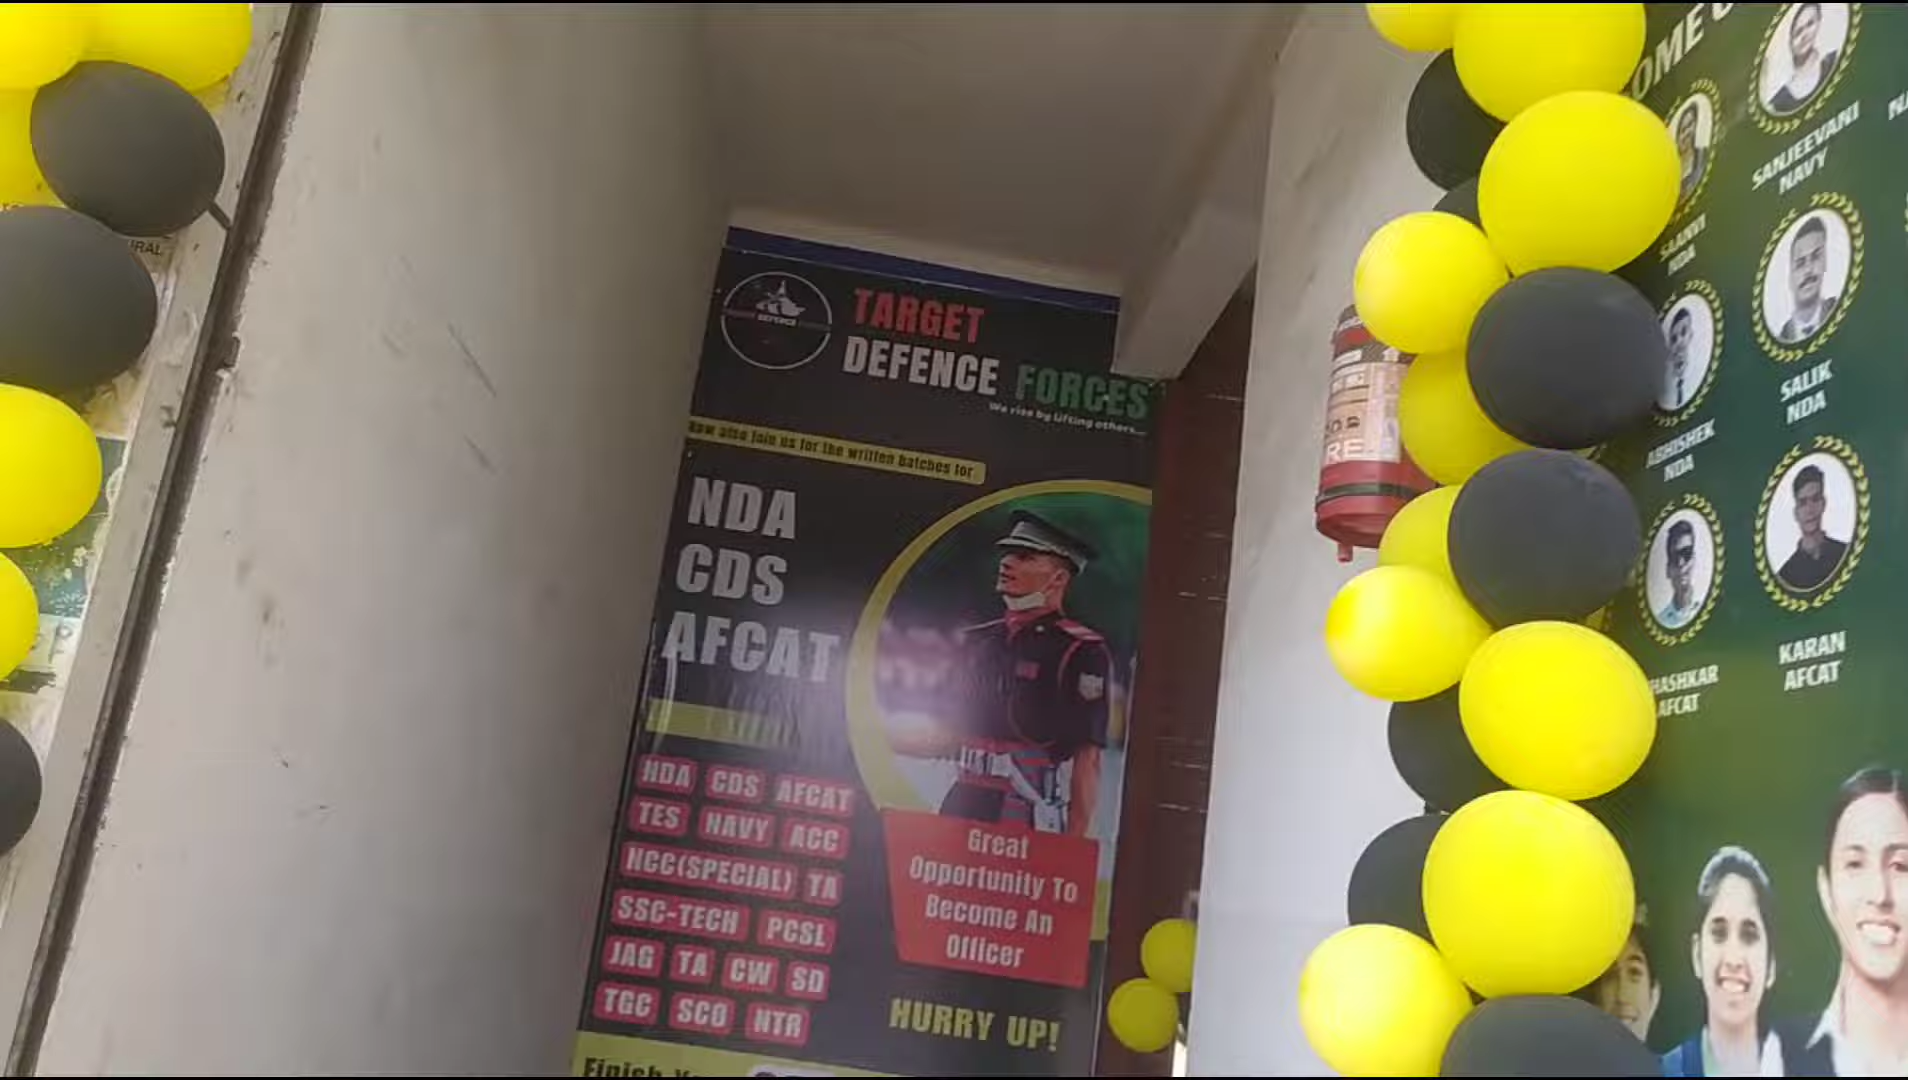 DEFENCE
TARGET
DEFENCE FORCES
We rise by lifting others...
Now also join us for the written batches for
NDA
CDS
AFCAT
NDA CDS AFCAT
TES NAVY ACC
NCC(SPECIAL) TA
SSC-TECH PCSL
JAG TA CW SD
TGC SCO NTR
Great
Opportunity To
Become An
Officer
HURRY UP!
Finish
SANJEEVANI
NAVY
SAANVI
NDA
SALIK
NDA
ABHISHEK
NDA
KARAN
AFCAT
HASHKAR
AFCAT